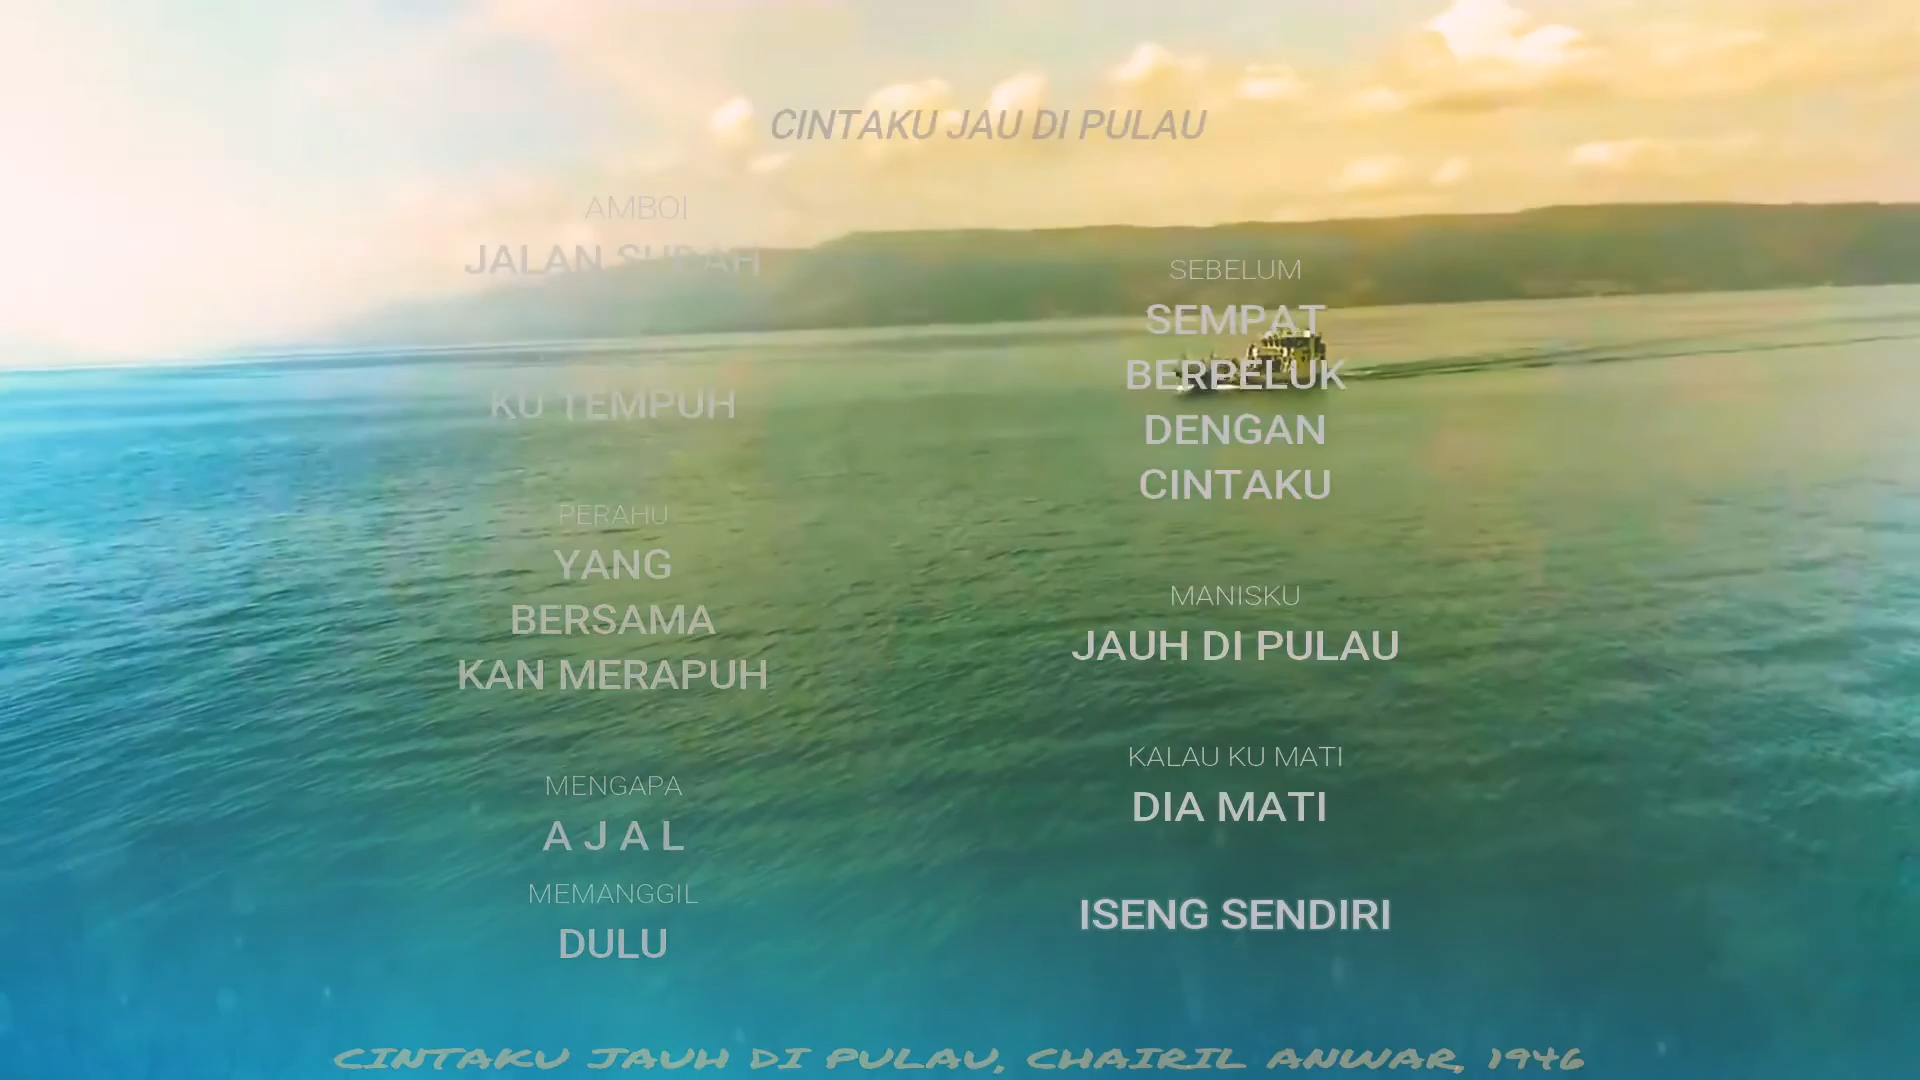 CINTAKU JAU DI PULAU
AMBOI
JALAN SUDAH
KU TEMPUH
PERAHU
YANG
BERSAMA
KAN MERAPUH
MENGAPA
A J A L
MEMANGGIL
DULU
SEBELUM
SEMPAT
BERPELUK
DENGAN
CINTAKU
MANISKU
JAUH DI PULAU
KALAU KU MATI
DIA MATI
ISENG SENDIRI
CINTAKU JAUH DI PULAU, CHAIRIL ANWAR, 1946